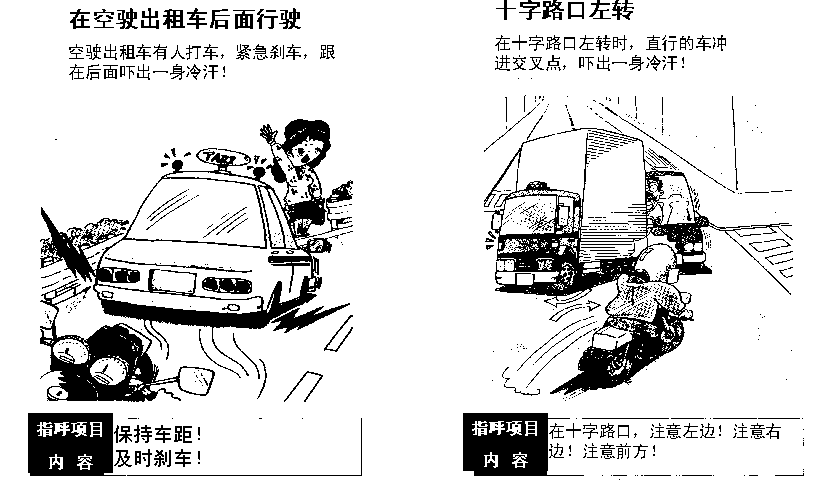 在空驶出租车后面行驶
空驶出租车有人打车，紧急刹车，跟
在后面吓出一身冷汗！
TAXI
指呼项目
内 容
保持车距！
及时刹车！
十字路口左转
在十字路口左转时，直行的车冲
进交叉点，吓出一身冷汗！
指呼项目
内 容
在十字路口，注意左边！注意右
边！注意前方！